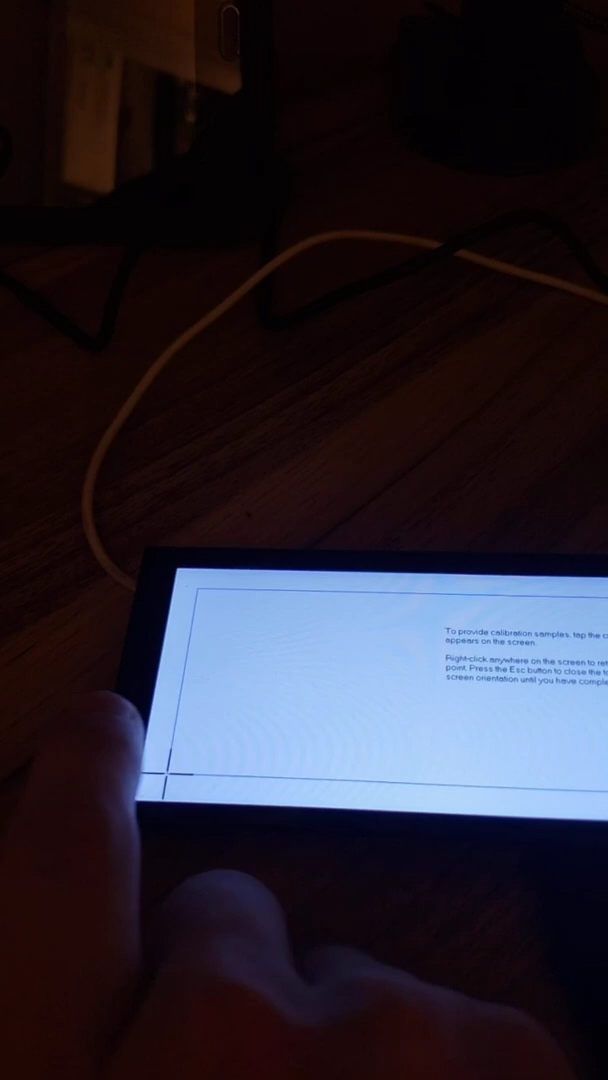 To provide calibration samples, tap the
appears on the screen.
Right-click anywhere on the screen to
point. Press the Esc button to close the
screen orientation until you have